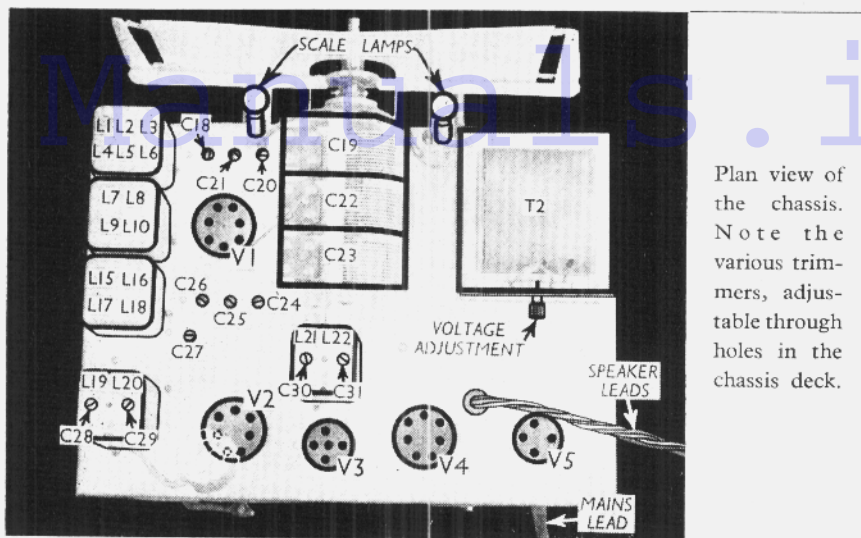 SCALE LAMPS
Manuals.i
L1 L2 L3 C18
L4 L5 L6
C21 C20
C19
L7 L8
L9 L10
V1
C22
C23
T2
L15 L16
L17 L18
C26
C25 C24
C27
L21 L22
C30 C31
VOLTAGE
ADJUSTMENT
SPEAKER
LEADS
L19 L20
C28 C29
V2
V3
V4
V5
MAINS
LEAD
Plan view of
the chassis.
Note the
various trim-
mers, adjus-
table through
holes in the
chassis deck.